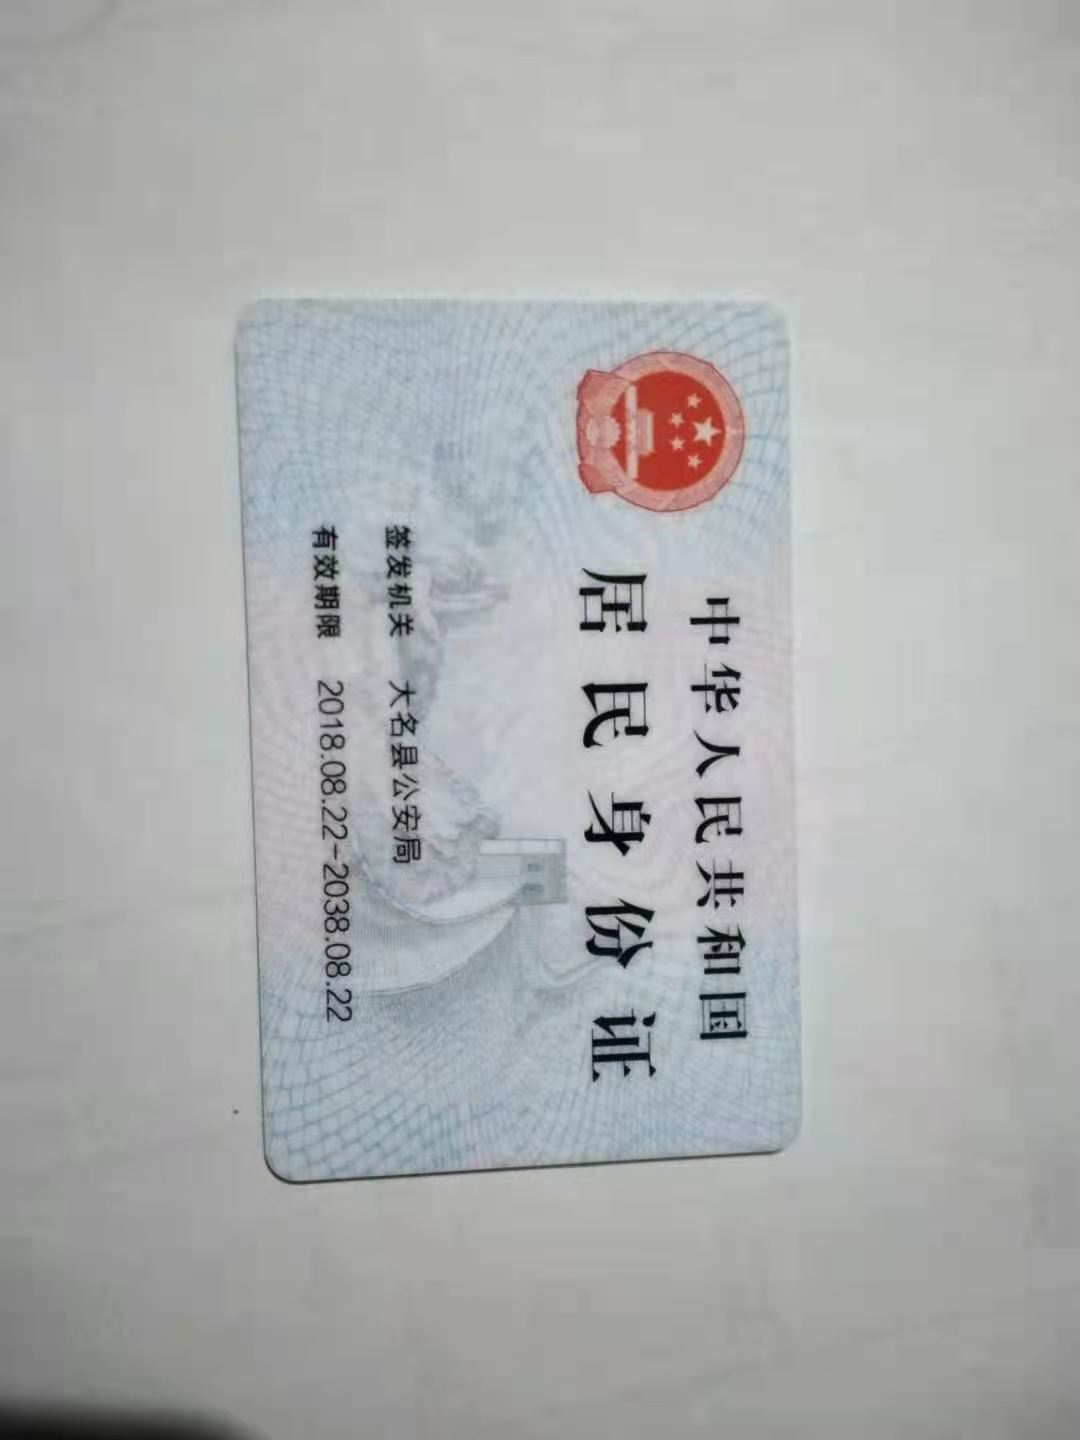 中华人民共和国
居民身份证
签发机关 大名县公安局
有效期限 2018.08.22-2038.08.22